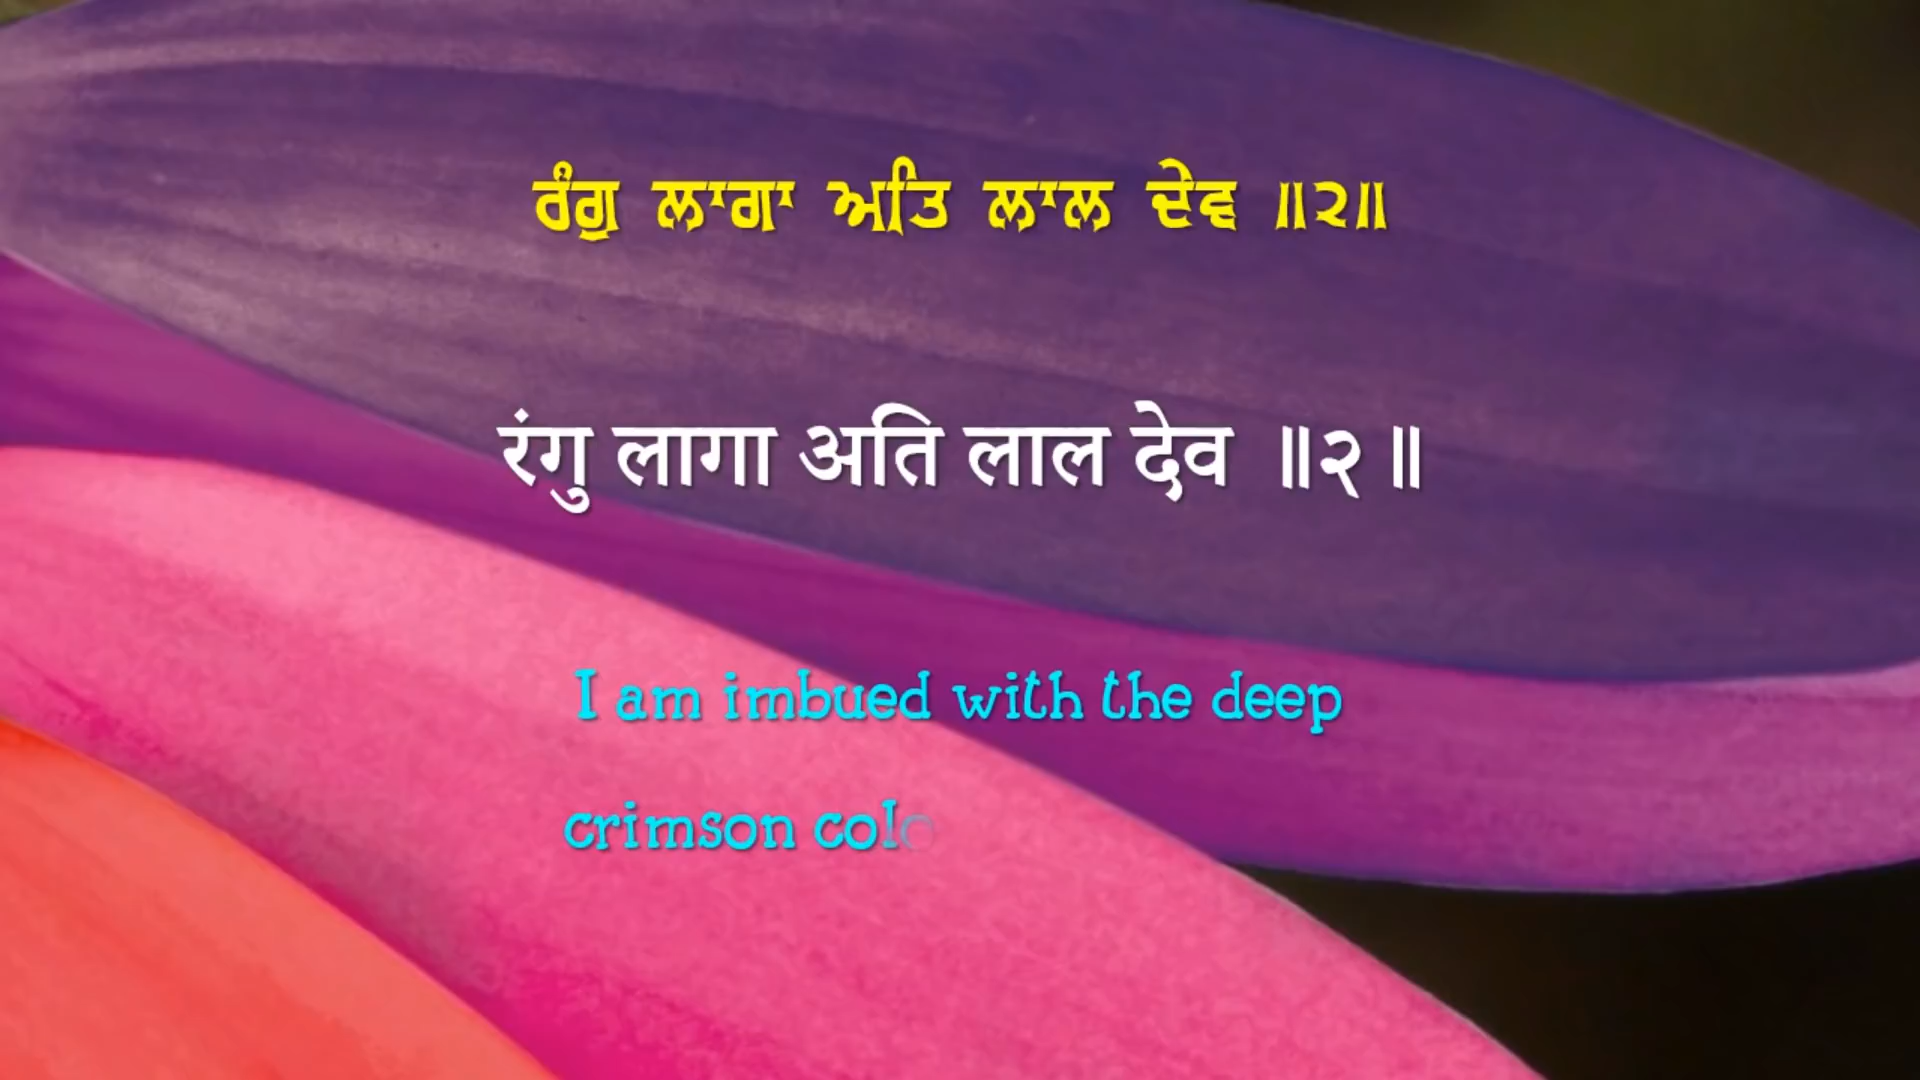 ਰੰਗੁ ਲਾਗਾ ਅਤਿ ਲਾਲ ਦੇਵ ॥੨॥
रंगु लागा अति लाल देव ॥२॥
I am imbued with the deep
crimson colo